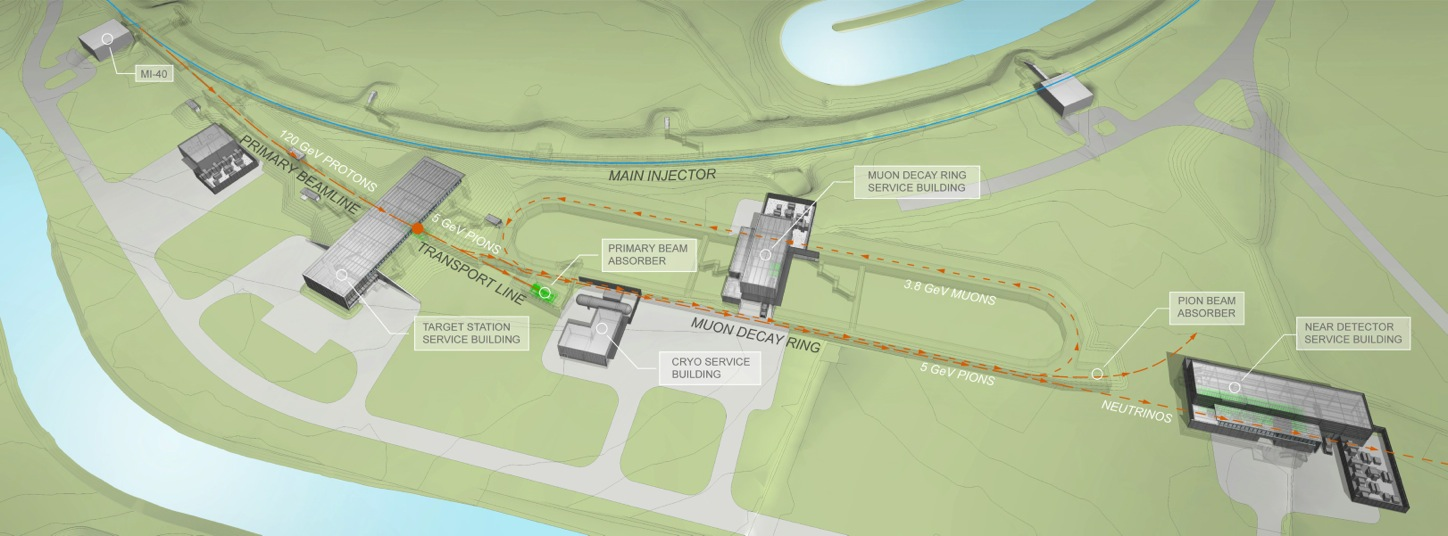 MI-40
120 GeV PROTONS
PRIMARY BEAMLINE
MAIN INJECTOR
MUON DECAY RING
SERVICE BUILDING
5 GeV PIONS
TRANSPORT LINE
PRIMARY BEAM
ABSORBER
3.8 GeV MUONS
PION BEAM
ABSORBER
TARGET STATION
SERVICE BUILDING
MUON DECAY RING
NEAR DETECTOR
SERVICE BUILDING
CRYO SERVICE
BUILDING
5 GeV PIONS
NEUTRINOS